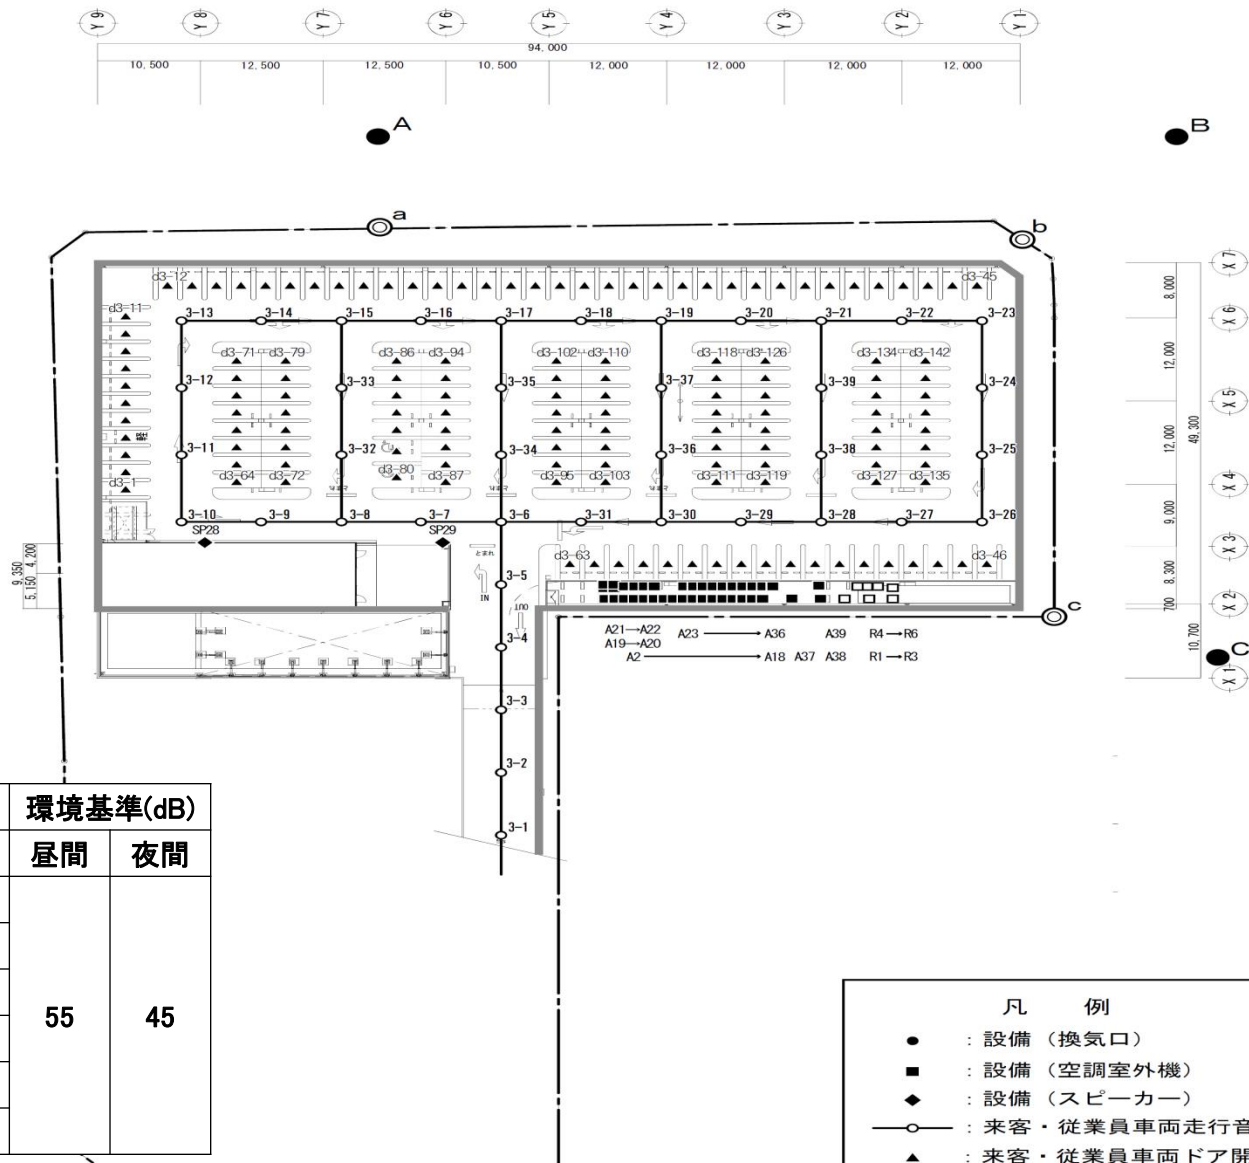 Y9 Y8 Y7 Y6 Y5 Y4 Y3 Y2 Y1
94,000
10,500 12,500 12,500 10,500 12,000 12,000 12,000 12,000
A B
a b
X7
8,000
X6
12,000
X5
49,300
12,000
X4
9,000
X3
8,300
X2
700
10,700
X1
d3-12 d3-45
d3-11
3-13 3-14 3-15 3-16 3-17 3-18 3-19 3-20 3-21 3-22 3-23
d3-71 d3-79 d3-86 d3-94 d3-102 d3-110 d3-118 d3-126 d3-134 d3-142
3-12 3-33 3-35 3-37 3-39 3-24
3-11 3-32 3-34 3-36 3-38 3-25
d3-1 d3-64 d3-72 d3-80 d3-87 d3-95 d3-103 d3-111 d3-119 d3-127 d3-135
3-10 3-9 3-8 3-7 3-6 3-31 3-30 3-29 3-28 3-27 3-26
SP28 SP29
とまれ
d3-63 d3-46
9,350
4,200
5,150
3-5
IN
OUT
c
3-4
A21→A22 A23→A36 A39 R4→R6
A19→A20
A2→A18 A37 A38 R1→R3
C
3-3
3-2
3-1
環境基準(dB)
昼間 夜間
55 45
凡 例
● : 設備 (換気口)
■ : 設備 (空調室外機)
◆ : 設備 (スピーカー)
: 来客・従業員車両走行音
▲ : 来客・従業員車両ドア開